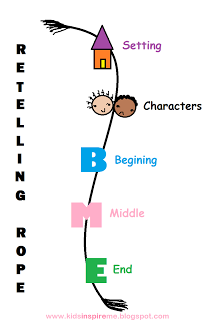 RETELLING ROPE
Setting
Characters
B Begining
M Middle
E End
www.kidsinspireme.blogspot.com